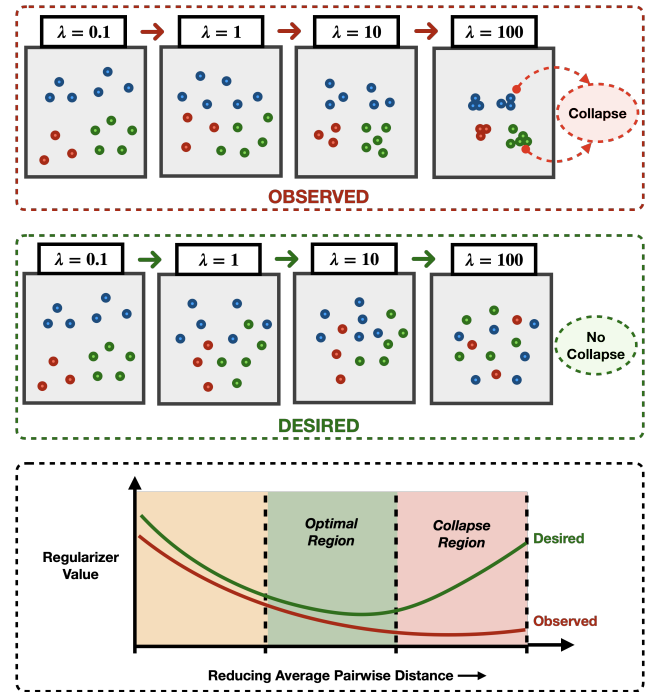 λ = 0.1
λ = 1
λ = 10
λ = 100
Collapse
OBSERVED
λ = 0.1
λ = 1
λ = 10
λ = 100
No
Collapse
DESIRED
Regularizer
Value
Optimal
Region
Collapse
Region
Desired
Observed
Reducing Average Pairwise Distance